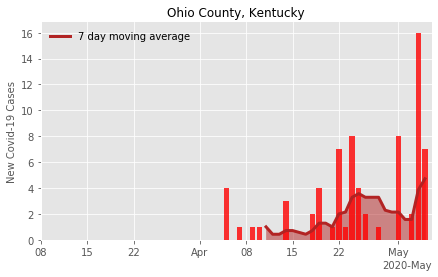 Ohio County, Kentucky
7 day moving average
New Covid-19 Cases
16
14
12
10
8
6
4
2
0
08 15 22 Apr 08 15 22 May
2020-May